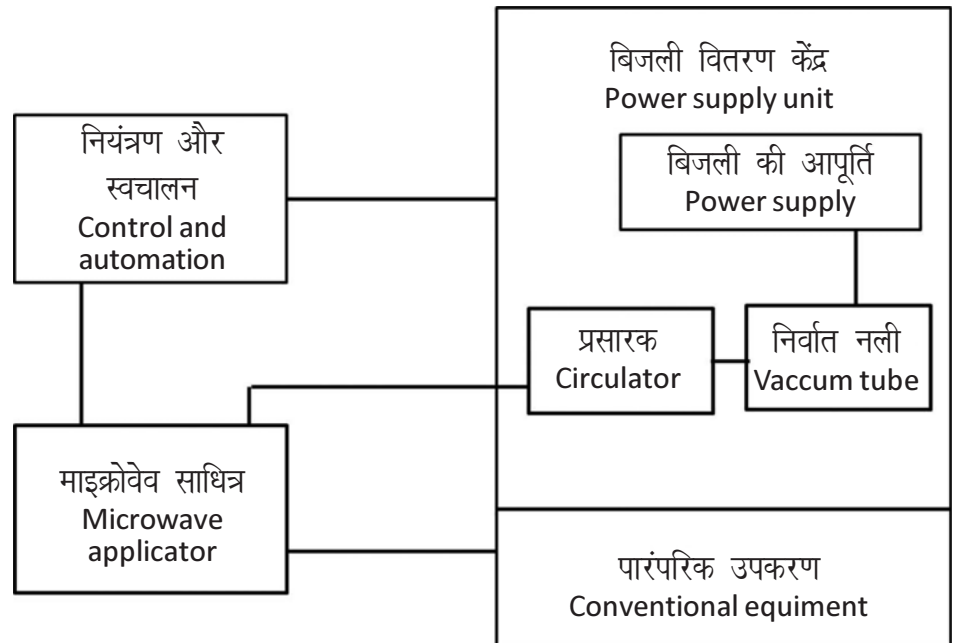 बिजली वितरण केंद्र
Power supply unit
नियंत्रण और
स्वचालन
Control and
automation
बिजली की आपूर्ति
Power supply
प्रसारक
Circulator
निर्वात नली
Vaccum tube
माइक्रोवेव साधित्र
Microwave
applicator
पारंपरिक उपकरण
Conventional equiment